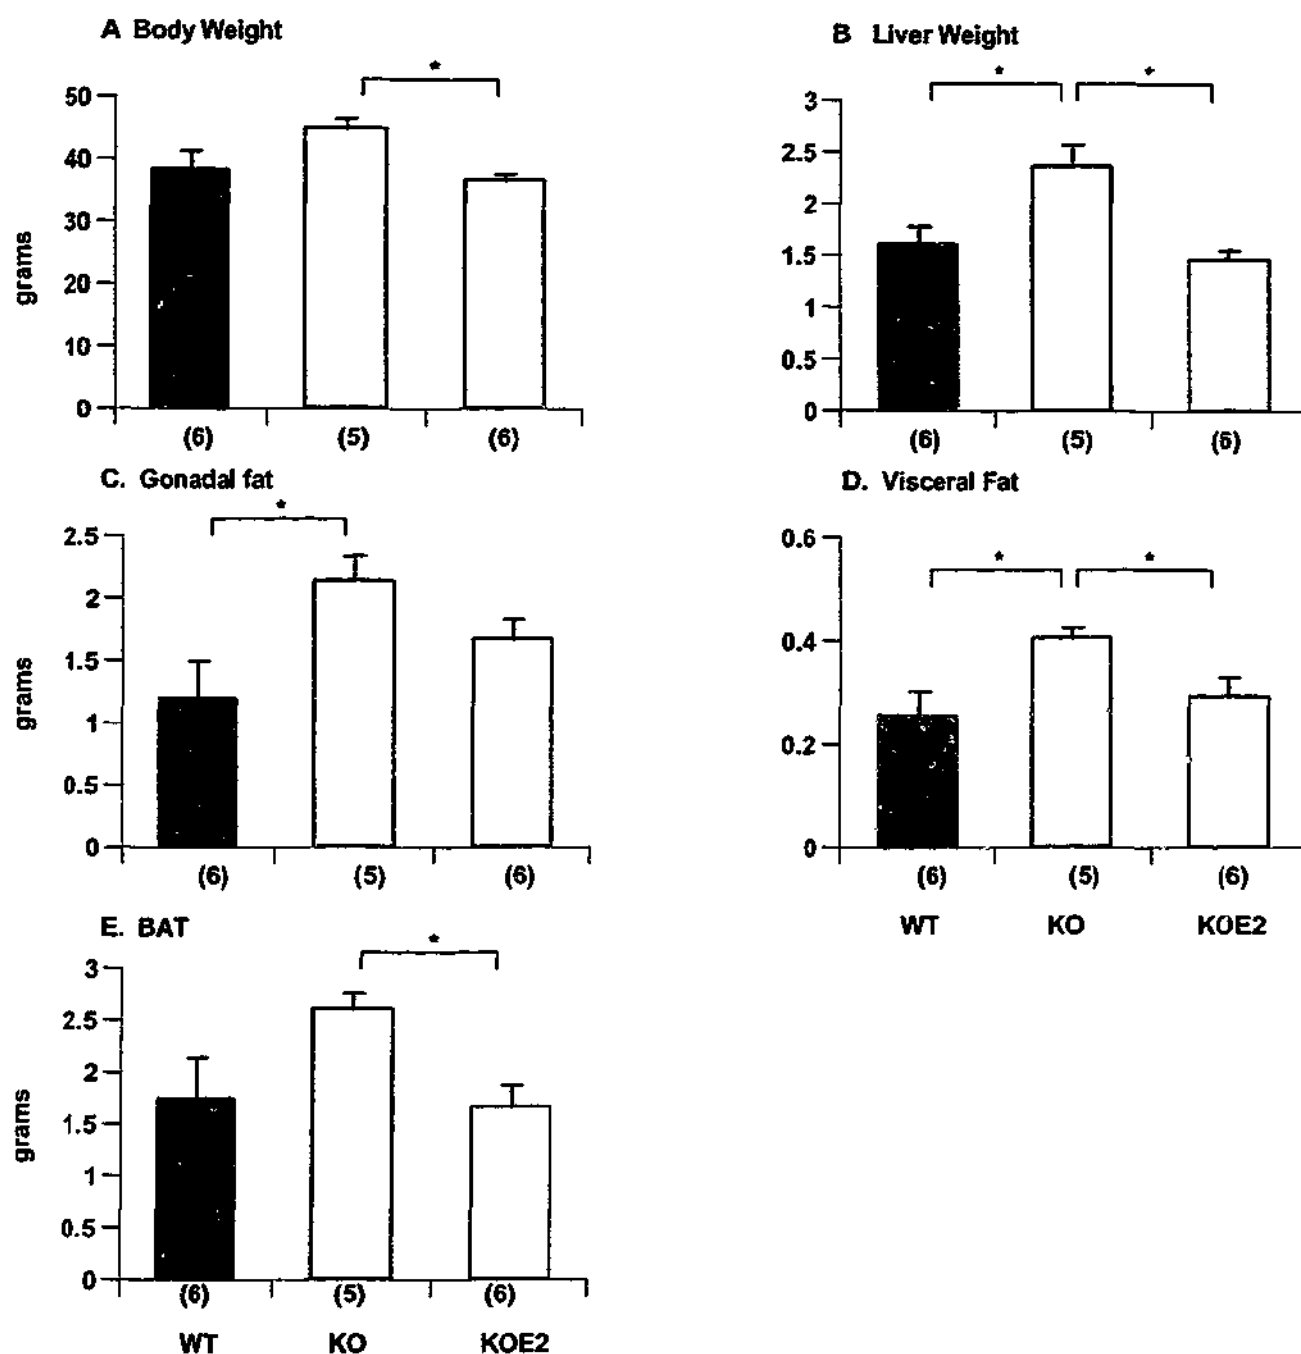 A Body Weight
*
50
40
30
20
10
0
grams
(6) (5) (6)
B Liver Weight
* *
3
2.5
2
1.5
1
0.5
0
(6) (5) (6)
C. Gonadal fat
*
2.5
2
1.5
1
0.5
0
grams
(6) (5) (6)
D. Visceral Fat
* *
0.6
0.4
0.2
0
(6) (5) (6)
WT KO KOE2
E. BAT
*
3
2.5
2
1.5
1
0.5
0
grams
(6) (5) (6)
WT KO KOE2